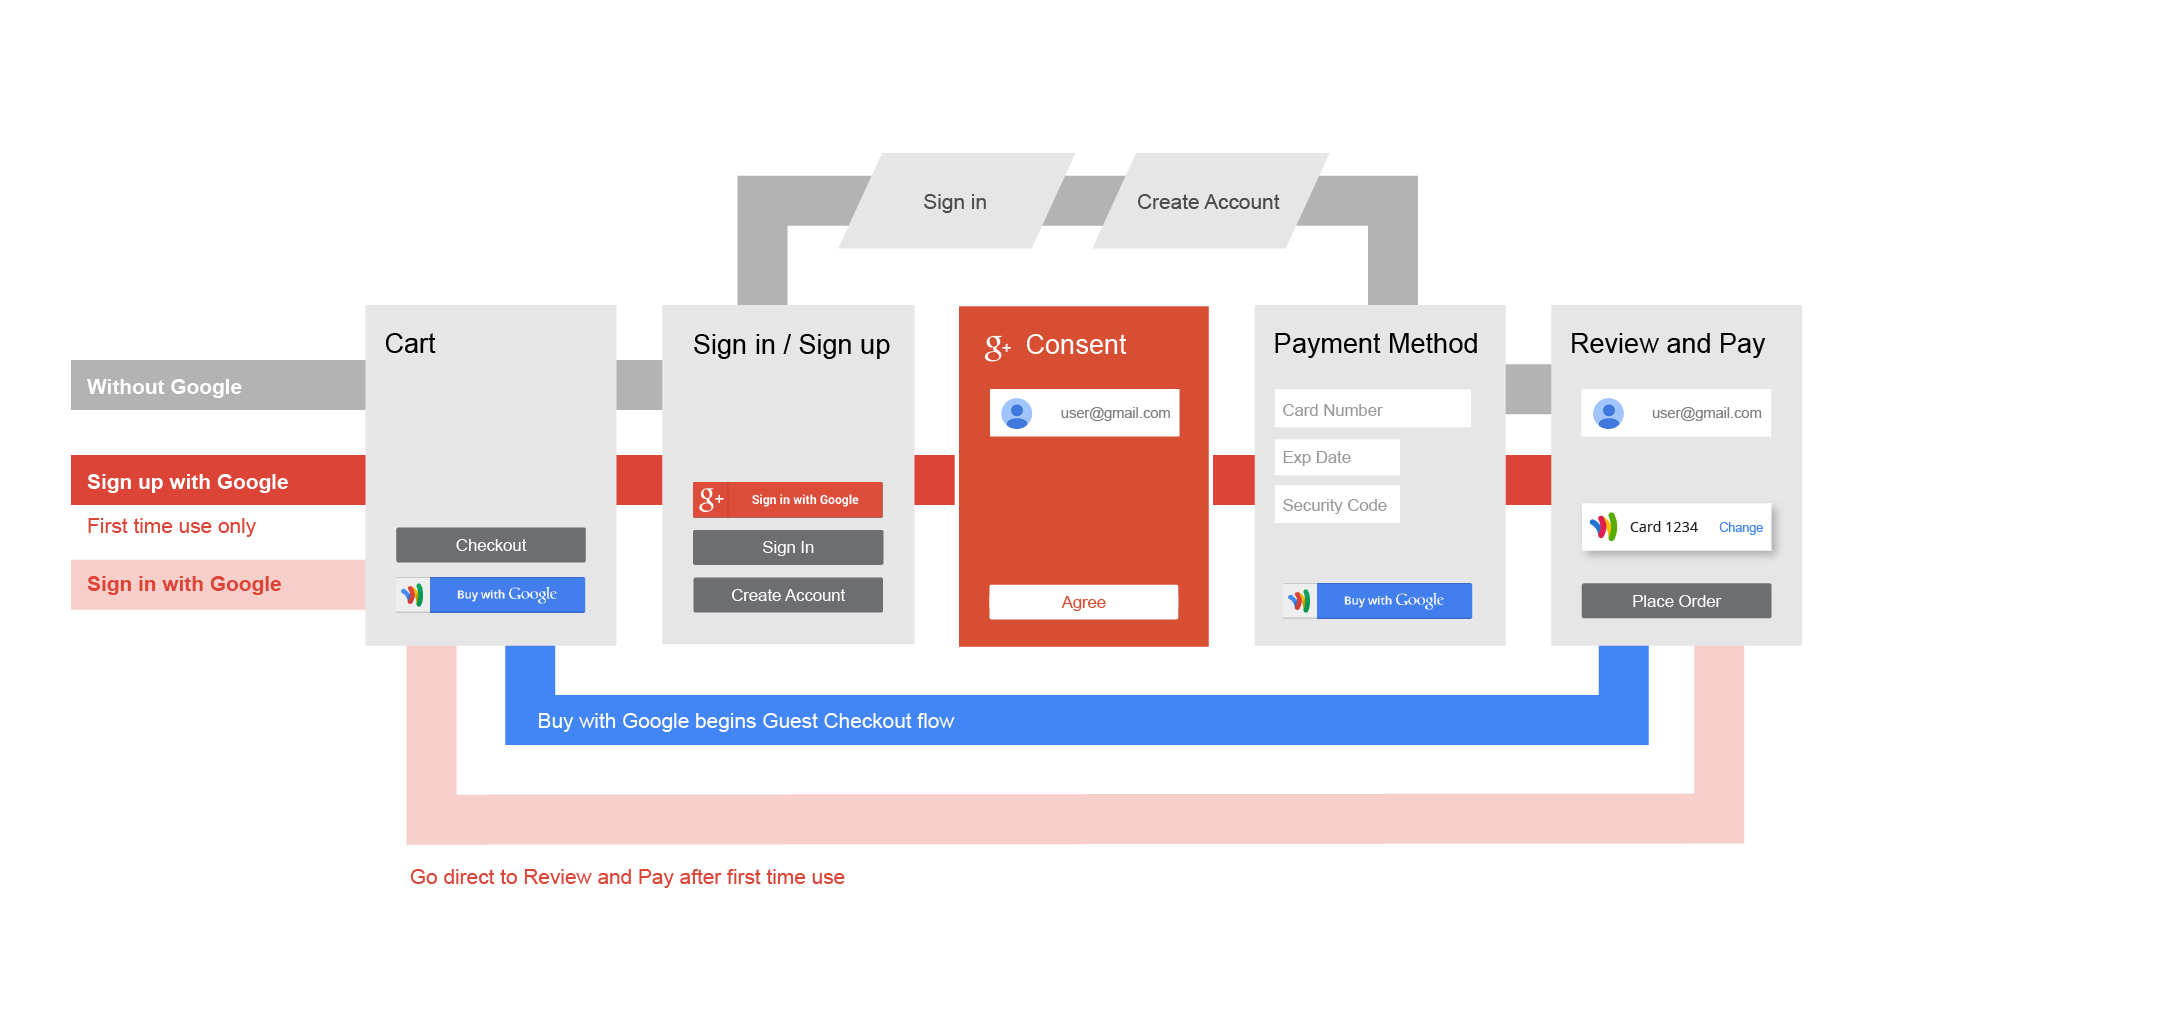 Sign in
Create Account
Without Google
Sign up with Google
First time use only
Sign in with Google
Cart
Checkout
Buy with Google
Sign in / Sign up
g+ Sign in with Google
Sign In
Create Account
g+ Consent
user@gmail.com
Agree
Payment Method
Card Number
Exp Date
Security Code
Buy with Google
Review and Pay
user@gmail.com
Card 1234 Change
Place Order
Buy with Google begins Guest Checkout flow
Go direct to Review and Pay after first time use